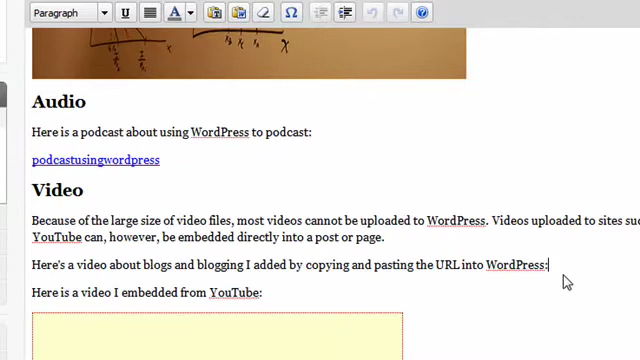 Paragraph
U
A
Ω
x
x
Audio
Here is a podcast about using WordPress to podcast:
podcastusingwordpress
Video
Because of the large size of video files, most videos cannot be uploaded to WordPress. Videos uploaded to sites
YouTube can, however, be embedded directly into a post or page.
Here's a video about blogs and blogging I added by copying and pasting the URL into WordPress:
Here is a video I embedded from YouTube: